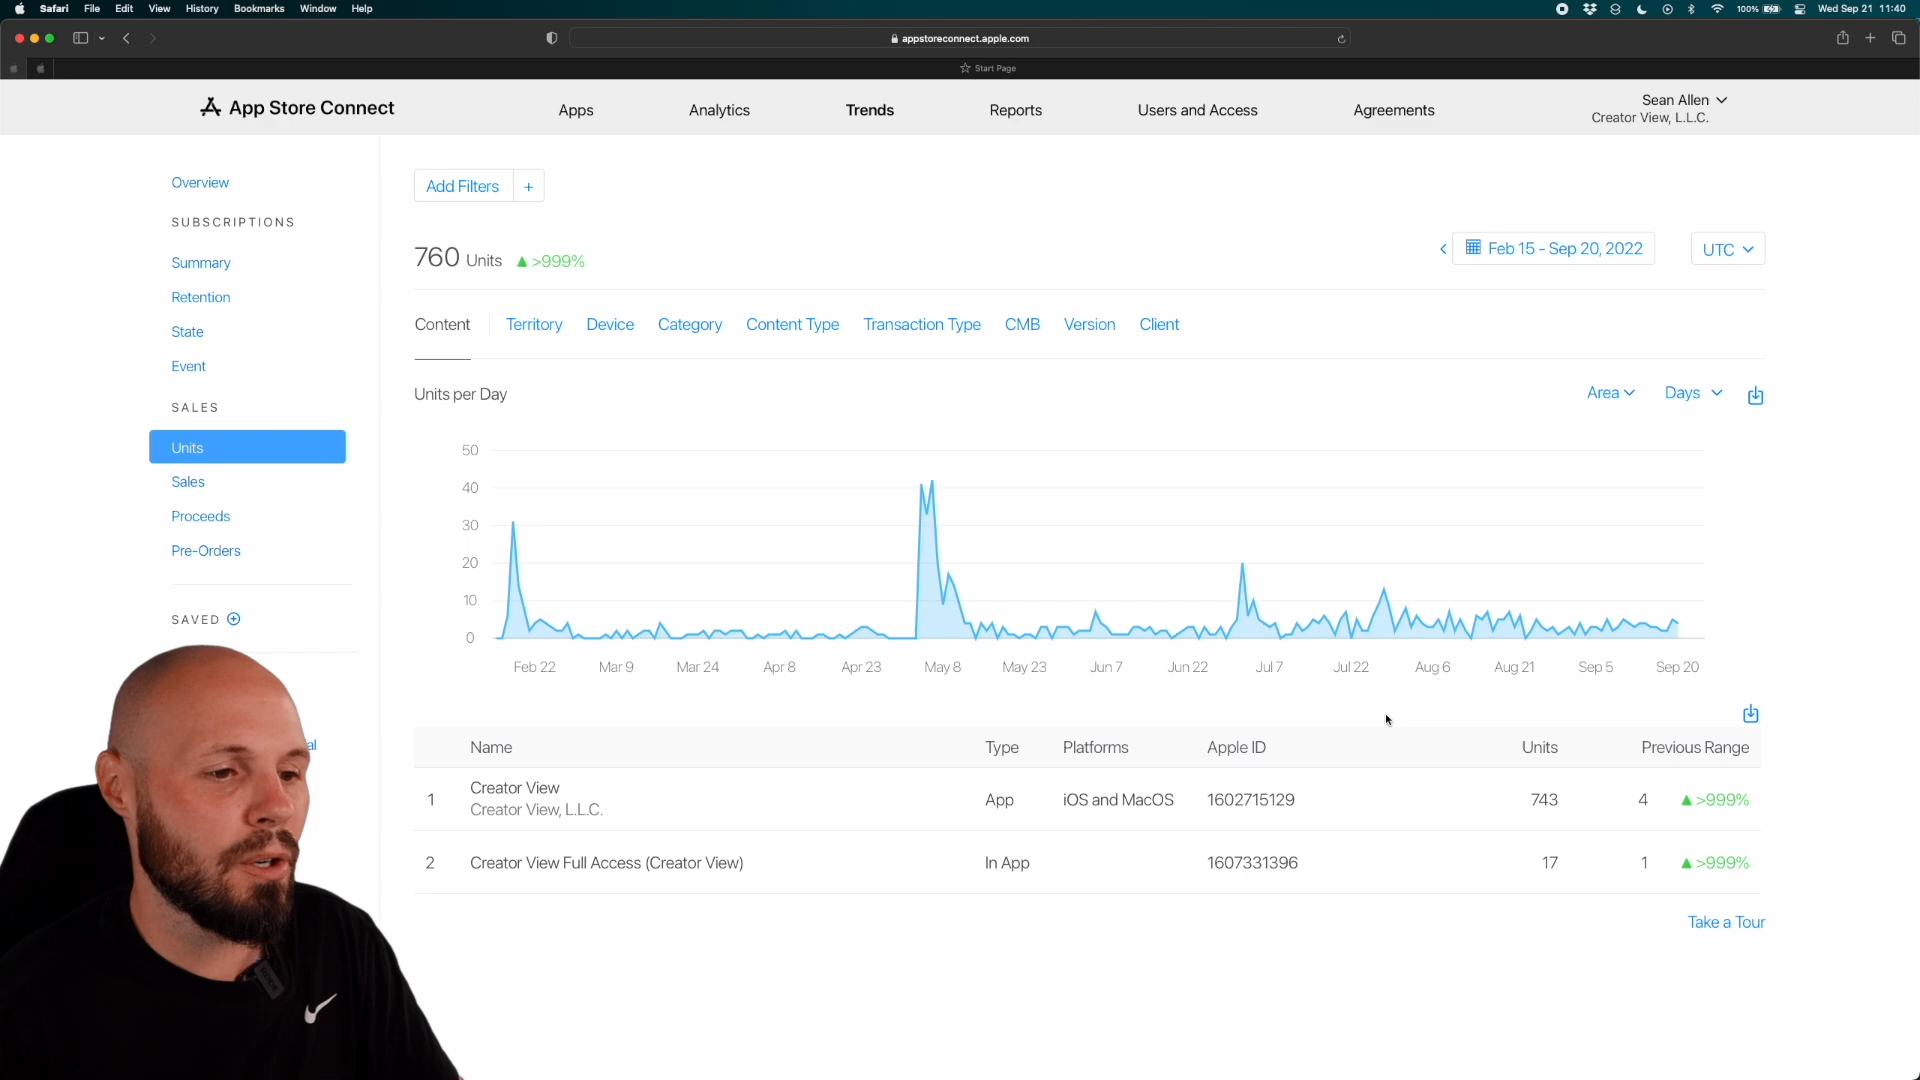 Safari File Edit View History Bookmarks Window Help
100% Wed Sep 21 11:40
appstoreconnect.apple.com
Start Page
App Store Connect
Apps Analytics Trends Reports Users and Access Agreements
Sean Allen
Creator View, L.L.C.
Overview
SUBSCRIPTIONS
Summary
Retention
State
Event
SALES
Units
Sales
Proceeds
Pre-Orders
SAVED
al
Add Filters +
760 Units >999%
Feb 15 - Sep 20, 2022
UTC
Content Territory Device Category Content Type Transaction Type CMB Version Client
Units per Day
Area Days
50
40
30
20
10
0
Feb 22 Mar 9 Mar 24 Apr 8 Apr 23 May 8 May 23 Jun 7 Jun 22 Jul 7 Jul 22 Aug 6 Aug 21 Sep 5 Sep 20
Name Type Platforms Apple ID Units Previous Range
1 Creator View App iOS and MacOS 1602715129 743 4 >999%
Creator View, L.L.C.
2 Creator View Full Access (Creator View) In App 1607331396 17 1 >999%
Take a Tour